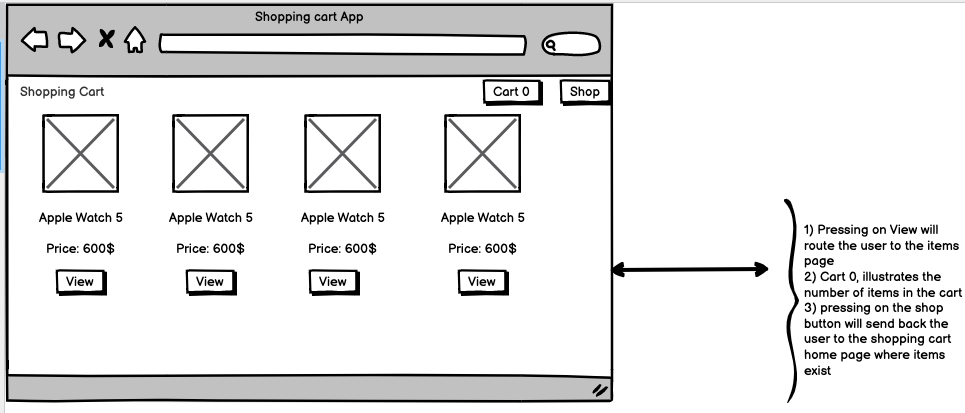 Shopping cart App
Shopping Cart
Cart 0
Shop
Apple Watch 5 Apple Watch 5 Apple Watch 5 Apple Watch 5
Price: 600$ Price: 600$ Price: 600$ Price: 600$
View View View View
1) Pressing on View will
route the user to the items
page
2) Cart 0, illustrates the
number of items in the cart
3) pressing on the shop
button will send back the
user to the shopping cart
home page where items
exist